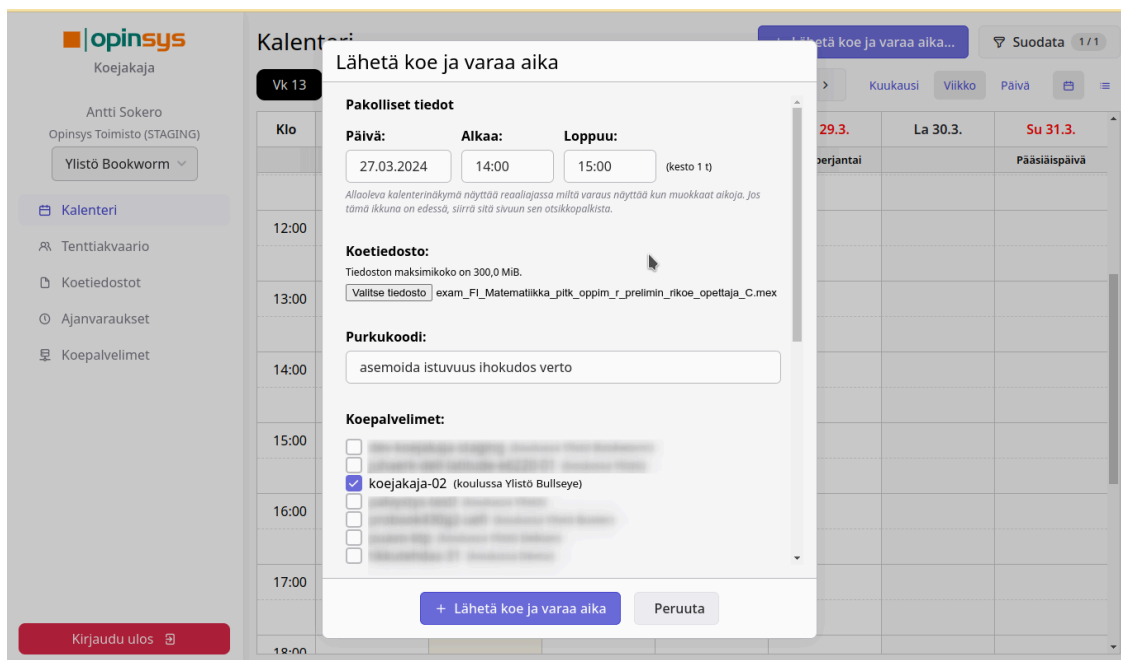 opinsys
Koejakaja
Antti Sokero
Opinsys Toimisto (STAGING)
Ylistö Bookworm
Kalenteri
Tenttiakvaario
Koetiedostot
Ajanvaraukset
Koepalvelimet
Kirjaudu ulos
Kalenteri
+ Lähetä koe ja varaa aika...
Suodata 1/1
Vk 13
Kuukausi Viikko Päivä
Klo
29.3. La 30.3. Su 31.3.
perjantai Pääsiäispäivä
12:00
13:00
14:00
15:00
16:00
17:00
18:00
Lähetä koe ja varaa aika
Pakolliset tiedot
Päivä: Alkaa: Loppuu:
27.03.2024 14:00 15:00 (kesto 1 t)
Allaoleva kalenterinäkymä näyttää reaaliajassa miltä varaus näyttää kun muokkaat aikoja. Jos
tämä ikkuna on edessä, siirrä sitä sivuun sen otsikkopalkista.
Koetiedosto:
Tiedoston maksimikoko on 300,0 MiB.
Valitse tiedosto exam_FI_Matematiikka_pitk_oppim_r_prelimin_rikoe_opettaja_C.mex
Purkukoodi:
asemoida istuvuus ihokudos verto
Koepalvelimet:
koejakaja-02 (koulussa Ylistö Bullseye)
+ Lähetä koe ja varaa aika
Peruuta